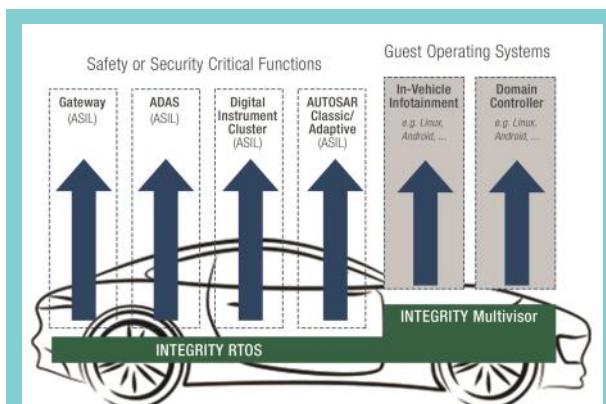 Safety or Security Critical Functions
Guest Operating Systems
Gateway
(ASIL)
ADAS
(ASIL)
Digital
Instrument
Cluster
(ASIL)
AUTOSAR
Classic/
Adaptive
(ASIL)
In-Vehicle
Infotainment
e.g. Linux,
Android, ...
Domain
Controller
e.g. Linux,
Android, ...
INTEGRITY Multivisor
INTEGRITY RTOS